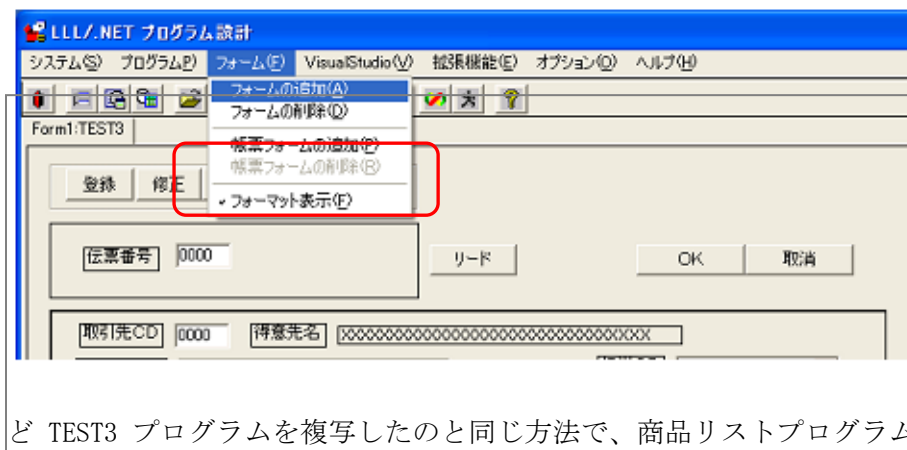 LLL/.NET プログラム設計
システム(S) プログラムP) フォーム(F) VisualStudio(V) 拡張機能(E) オプション(O) ヘルプ(H)
フォームの追加(A)
フォームの削除(D)
帳票フォームの追加(P)
帳票フォームの削除(R)
フォーマット表示(F)
Form1:TEST3
登録 修正
伝票番号 0000 リード OK 取消
取引先CD 0000 得意先名 XXXXXXXXXXXXXXXXXXXXXXXXXXXXXXXXXXXXXXXX
ど TEST3 プログラムを複写したのと同じ方法で、商品リストプログラム